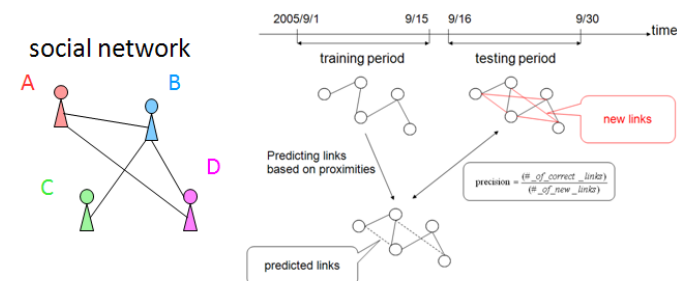 social network
A
B
C
D
2005/9/1
9/15
9/16
9/30
time
training period
testing period
new links
Predicting links
based on proximities
precision = (#_of_correct_links)
(#_of_new_links)
predicted links